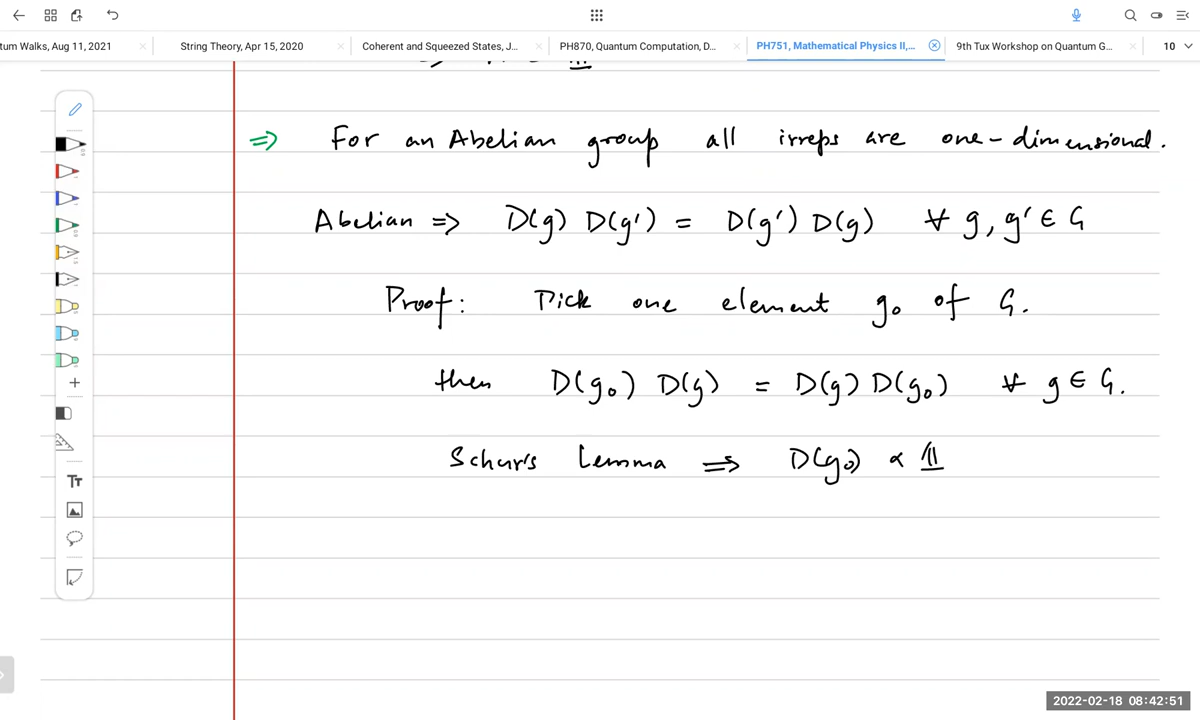 tum Walks, Aug 11, 2021
String Theory, Apr 15, 2020
Coherent and Squeezed States, J...
PH870, Quantum Computation, D...
PH751, Mathematical Physics II,...
9th Tux Workshop on Quantum G...
10
⇒ For an Abelian group all irreps are one-dimensional.
Abelian ⇒ D(g) D(g') = D(g') D(g) ∀ g, g' ∈ G
Proof: Pick one element g₀ of G.
then D(g₀) D(g) = D(g) D(g₀) ∀ g ∈ G.
Schur's Lemma ⇒ D(g₀) ∝ 𝟙
Tт
2022-02-18 08:42:51